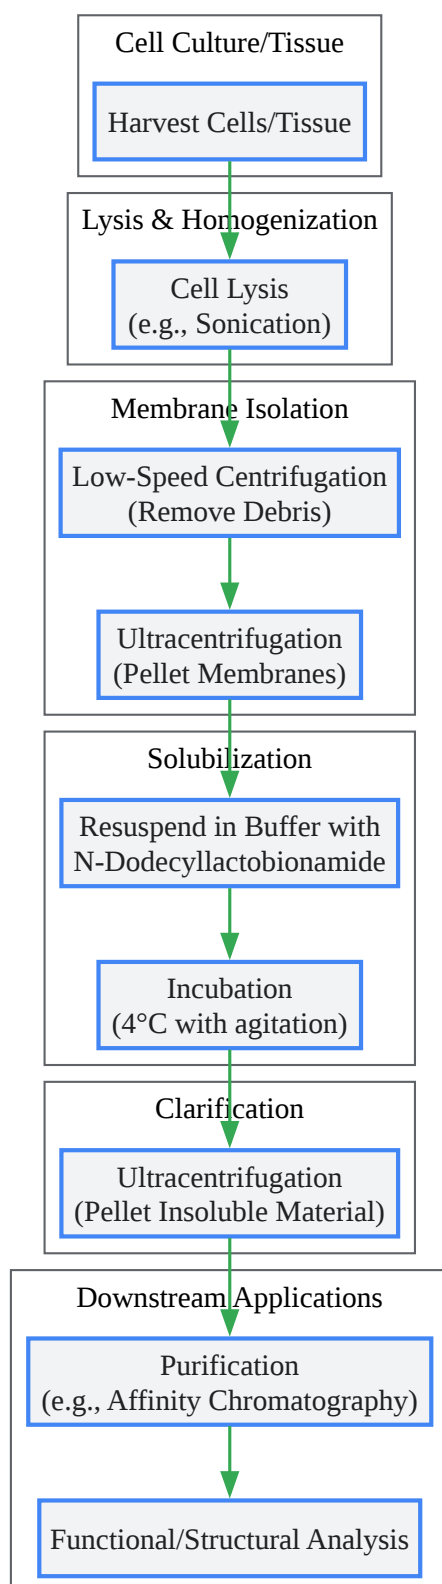 Cell Culture/Tissue
Harvest Cells/Tissue
Lysis & Homogenization
Cell Lysis
(e.g., Sonication)
Membrane Isolation
Low-Speed Centrifugation
(Remove Debris)
Ultracentrifugation
(Pellet Membranes)
Solubilization
Resuspend in Buffer with
N-Dodecyllactobionamide
Incubation
(4°C with agitation)
Clarification
Ultracentrifugation
(Pellet Insoluble Material)
Downstream Applications
Purification
(e.g., Affinity Chromatography)
Functional/Structural Analysis